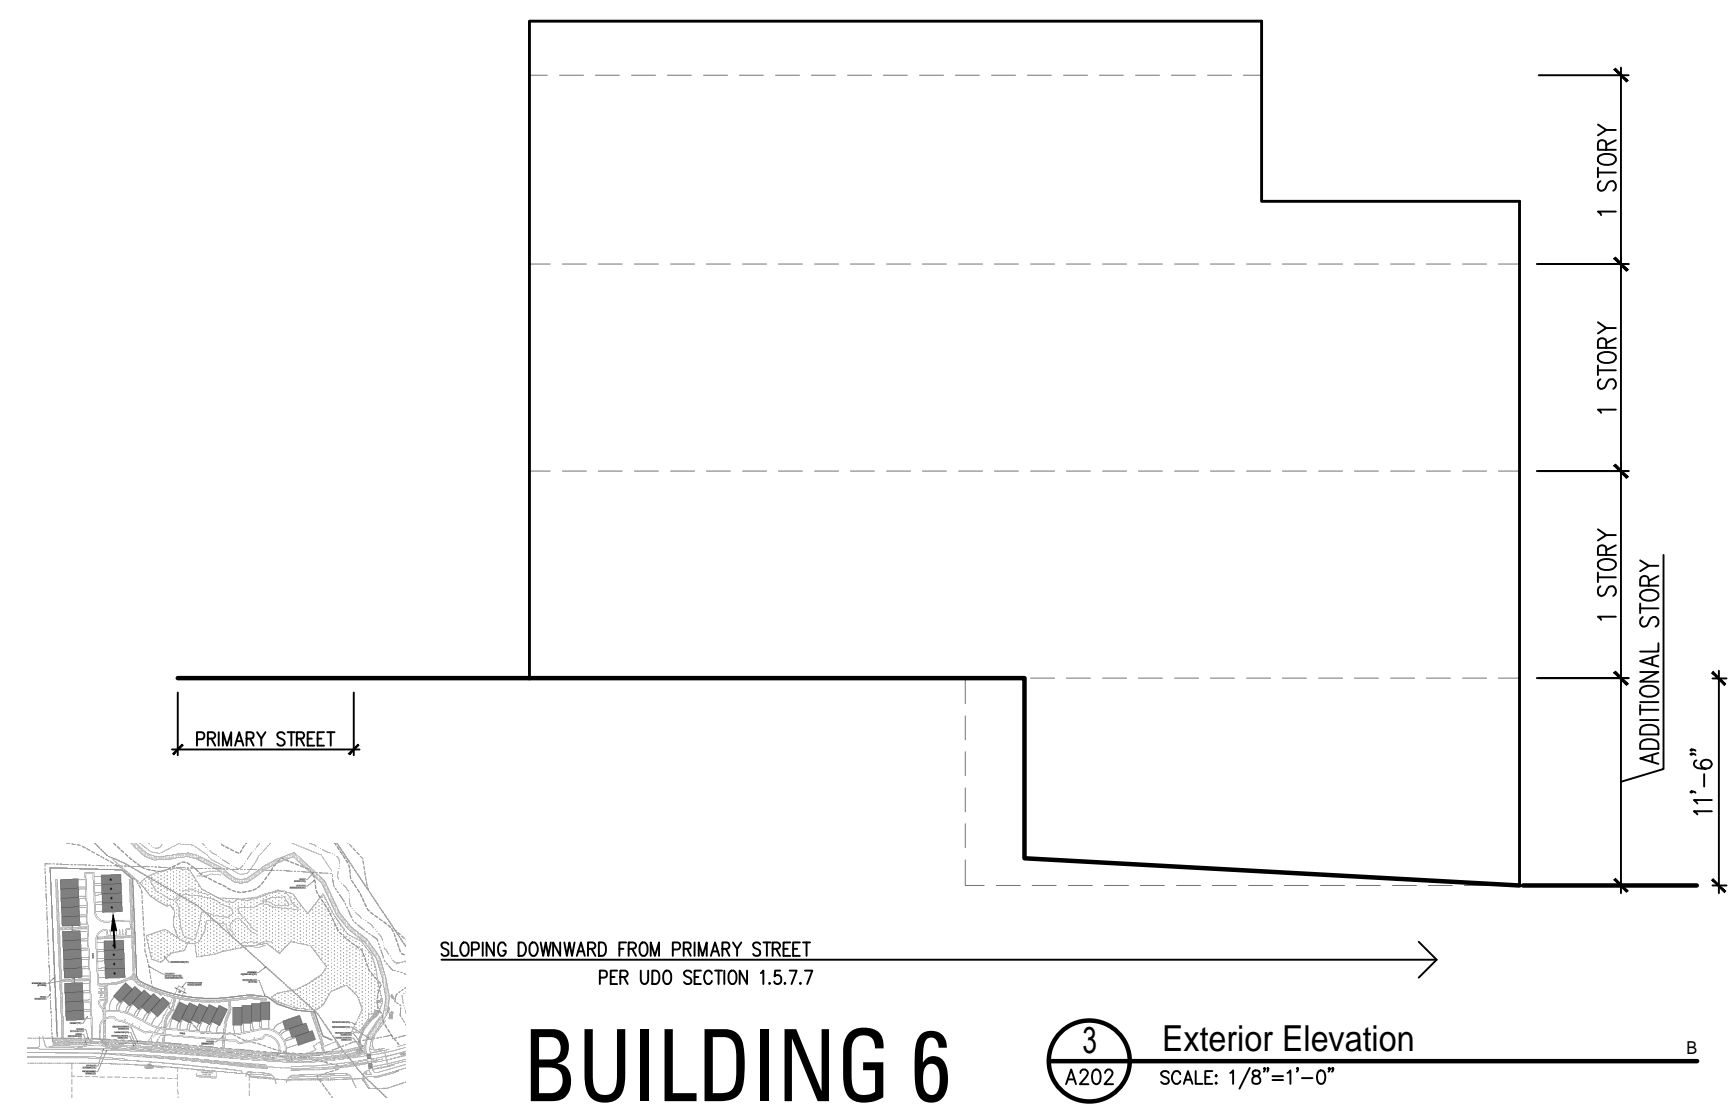 1 STORY
1 STORY
1 STORY
ADDITIONAL STORY
11'-6"
PRIMARY STREET
SLOPING DOWNWARD FROM PRIMARY STREET
PER UDO SECTION 1.5.7.7
BUILDING 6
3
A202
Exterior Elevation
SCALE: 1/8"=1'-0"
B